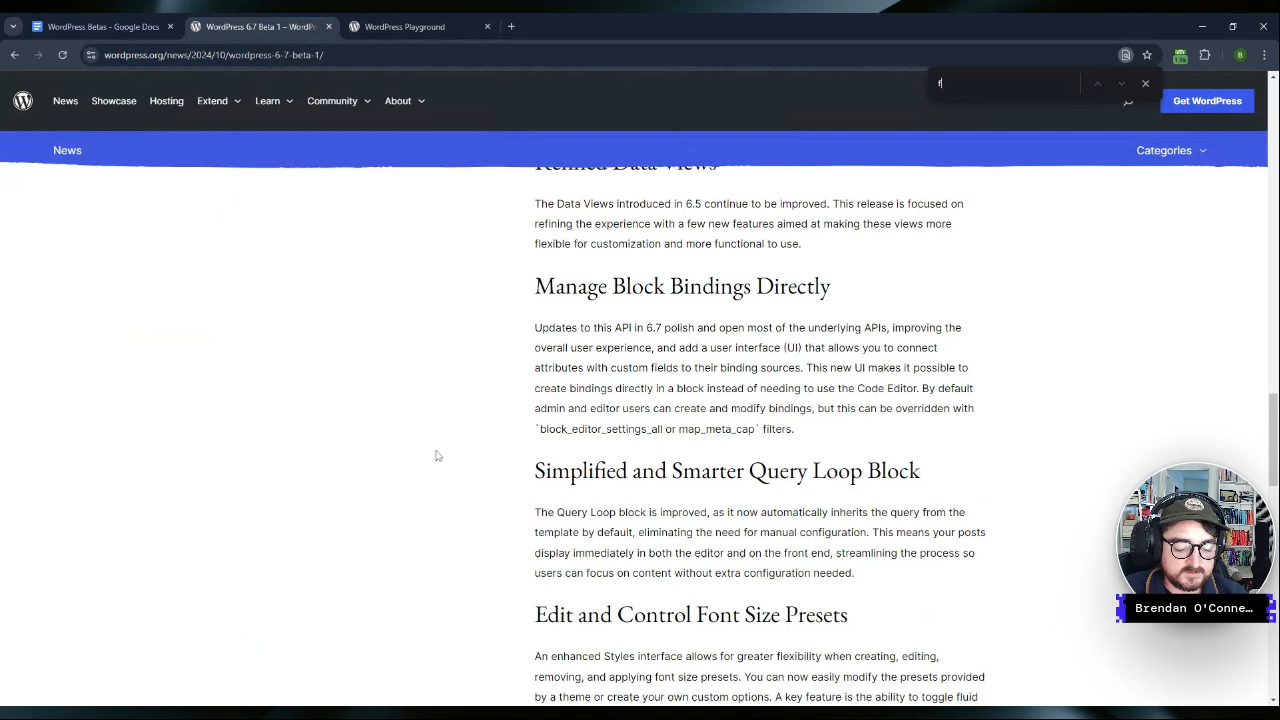 WordPress Betas - Google Docs
WordPress 6.7 Beta 1 – WordPr
WordPress Playground
wordpress.org/news/2024/10/wordpress-6-7-beta-1/
1.0k
B
f
News Showcase Hosting Extend Learn Community About
Get WordPress
News
Categories
Refined Data Views
The Data Views introduced in 6.5 continue to be improved. This release is focused on
refining the experience with a few new features aimed at making these views more
flexible for customization and more functional to use.
Manage Block Bindings Directly
Updates to this API in 6.7 polish and open most of the underlying APIs, improving the
overall user experience, and add a user interface (UI) that allows you to connect
attributes with custom fields to their binding sources. This new UI makes it possible to
create bindings directly in a block instead of needing to use the Code Editor. By default
admin and editor users can create and modify bindings, but this can be overridden with
`block_editor_settings_all or map_meta_cap` filters.
Simplified and Smarter Query Loop Block
The Query Loop block is improved, as it now automatically inherits the query from the
template by default, eliminating the need for manual configuration. This means your posts
display immediately in both the editor and on the front end, streamlining the process so
users can focus on content without extra configuration needed.
Edit and Control Font Size Presets
An enhanced Styles interface allows for greater flexibility when creating, editing,
removing, and applying font size presets. You can now easily modify the presets provided
by a theme or create your own custom options. A key feature is the ability to toggle fluid
Brendan O'Conne…